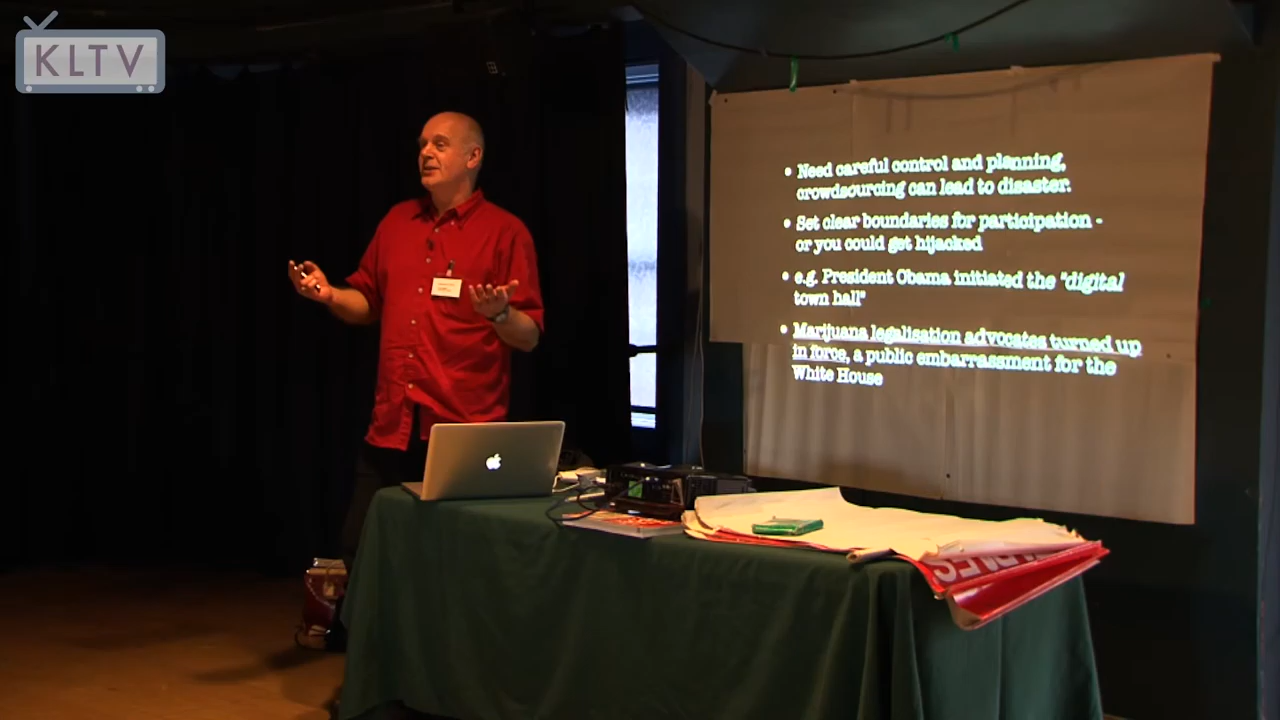 KLTV
• Need careful control and planning,
crowdsourcing can lead to disaster.
• Set clear boundaries for participation -
or you could get hijacked
• e.g. President Obama initiated the "digital
town hall"
• Marijuana legalisation advocates turned up
in force, a public embarrassment for the
White House